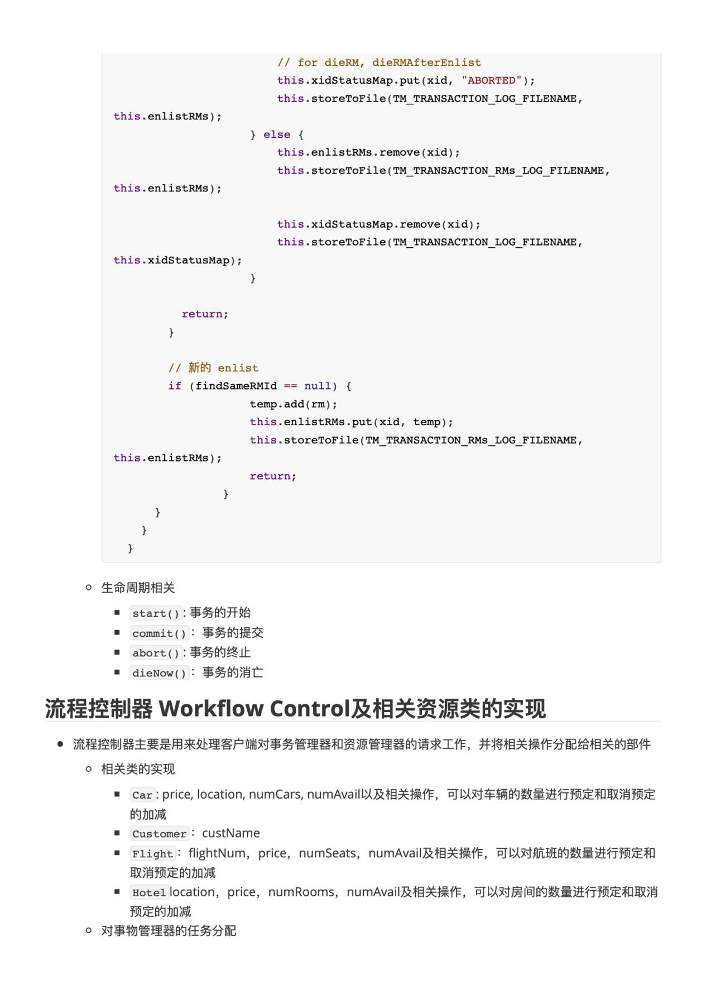 // for dieRM, dieRMAfterEnlist
this.xidStatusMap.put(xid, "ABORTED");
this.storeToFile(TM_TRANSACTION_LOG_FILENAME,
this.enlistRMs);
} else {
this.enlistRMs.remove(xid);
this.storeToFile(TM_TRANSACTION_RMs_LOG_FILENAME,
this.enlistRMs);
this.xidStatusMap.remove(xid);
this.storeToFile(TM_TRANSACTION_LOG_FILENAME,
this.xidStatusMap);
}
return;
}
// 新的 enlist
if (findSameRMId == null) {
temp.add(rm);
this.enlistRMs.put(xid, temp);
this.storeToFile(TM_TRANSACTION_RMs_LOG_FILENAME,
this.enlistRMs);
return;
}
}
}
}
生命周期相关
start(): 事务的开始
commit()：事务的提交
abort(): 事务的终止
dieNow()：事务的消亡
流程控制器 Workflow Control及相关资源类的实现
流程控制器主要是用来处理客户端对事务管理器和资源管理器的请求工作，并将相关操作分配给相关的部件
相关类的实现
Car: price, location, numCars, numAvail以及相关操作，可以对车辆的数量进行预定和取消预定
的加减
Customer：custName
Flight：flightNum，price，numSeats，numAvail及相关操作，可以对航班的数量进行预定和
取消预定的加减
Hotellocation，price，numRooms，numAvail及相关操作，可以对房间的数量进行预定和取消
预定的加减
对事物管理器的任务分配